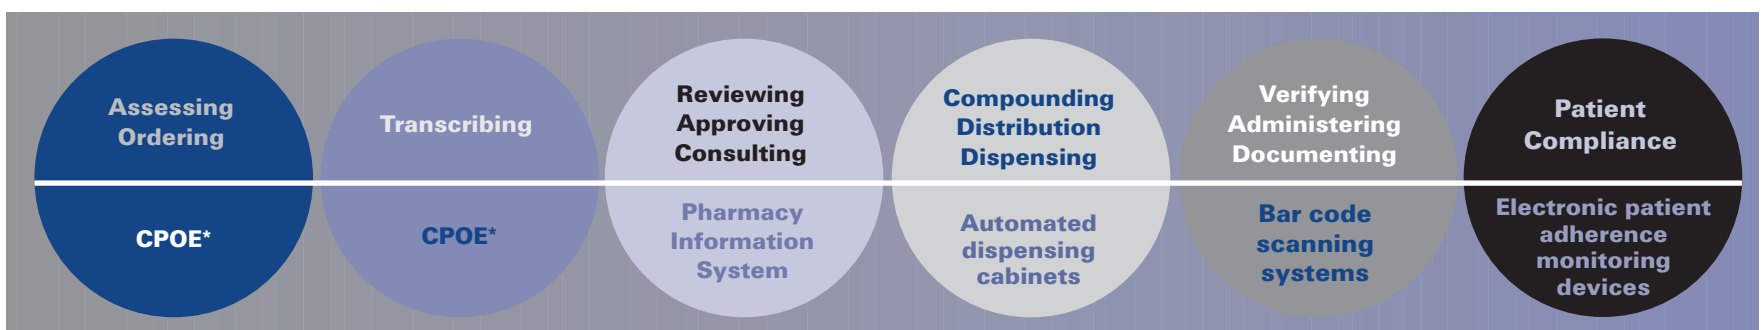 Assessing
Ordering
CPOE*
Transcribing
CPOE*
Reviewing
Approving
Consulting
Pharmacy
Information
System
Compounding
Distribution
Dispensing
Automated
dispensing
cabinets
Verifying
Administering
Documenting
Bar code
scanning
systems
Patient
Compliance
Electronic patient
adherence
monitoring
devices